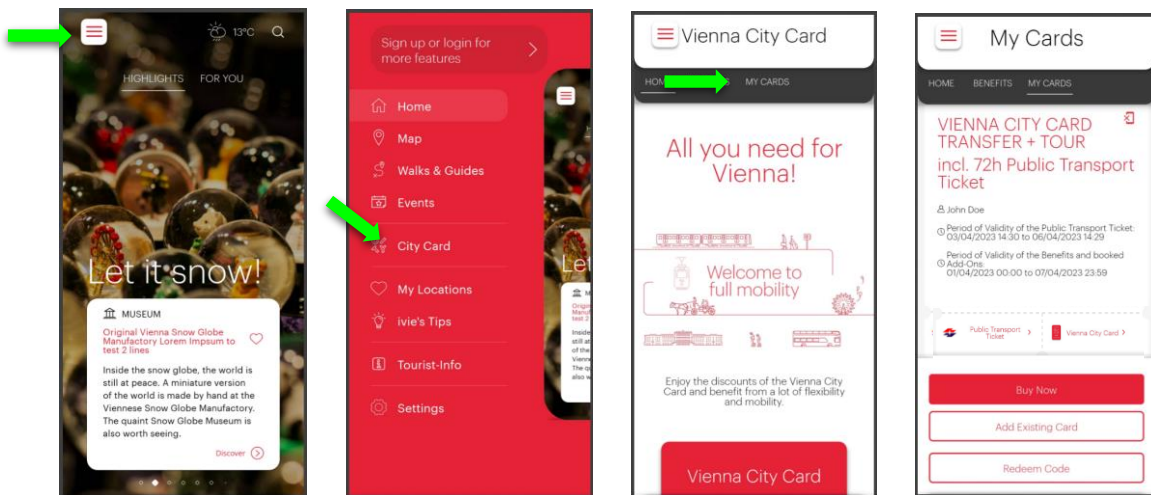 13°C
HIGHLIGHTS FOR YOU
Let it snow!
MUSEUM
Original Vienna Snow Globe
Manufactory Lorem Impsum to
test 2 lines
Inside the snow globe, the world is
still at peace. A miniature version
of the world is made by hand at the
Viennese Snow Globe Manufactory.
The quaint Snow Globe Museum is
also worth seeing.
Discover
Sign up or login for
more features
Home
Map
Walks & Guides
Events
City Card
My Locations
ivie's Tips
Tourist-Info
Settings
Vienna City Card
MY CARDS
All you need for
Vienna!
Welcome to
full mobility
Enjoy the discounts of the Vienna City
Card and benefit from a lot of flexibility
and mobility.
Vienna City Card
My Cards
HOME BENEFITS MY CARDS
VIENNA CITY CARD
TRANSFER + TOUR
incl. 72h Public Transport
Ticket
John Doe
Period of Validity of the Public Transport Ticket:
03/04/2023 14:30 to 06/04/2023 14:29
Period of Validity of the Benefits and booked
Add-Ons:
01/04/2023 00:00 to 07/04/2023 23:59
Public Transport
Ticket
Vienna City Card
Buy Now
Add Existing Card
Redeem Code